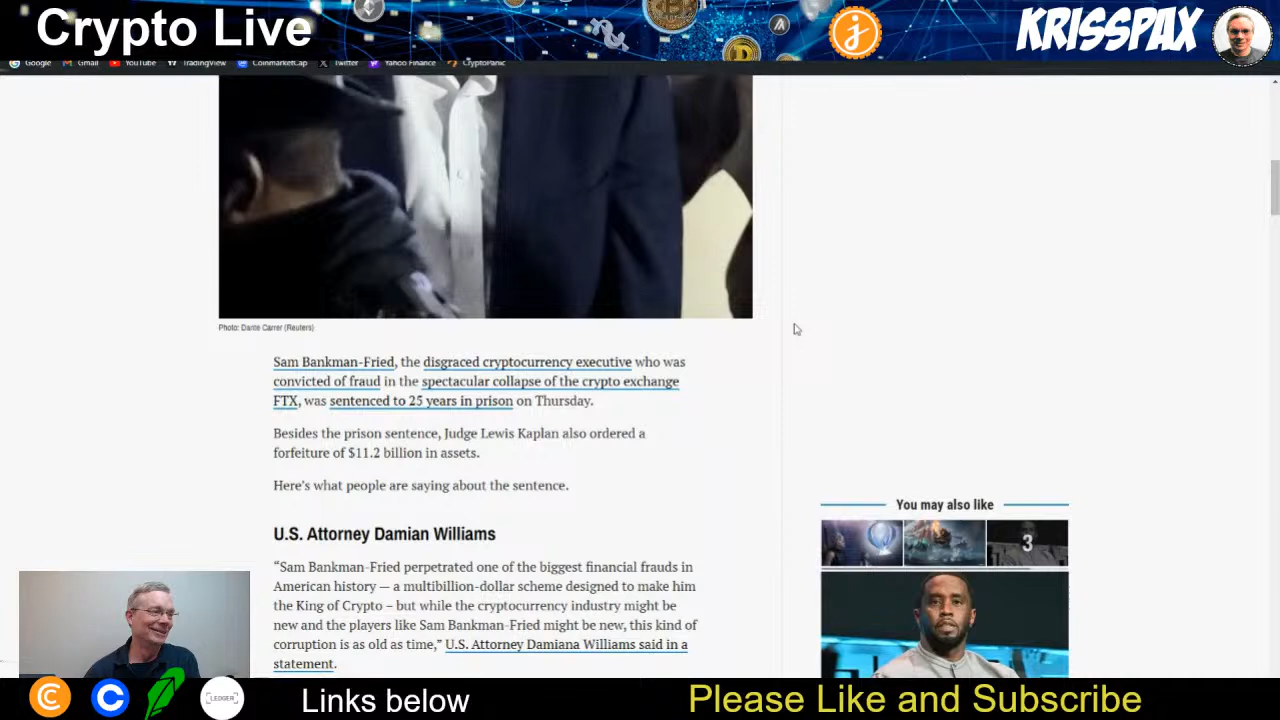 Crypto Live
KRISSPAX
Google Gmail YouTube TradingView CoinmarketCap Twitter Yahoo Finance CryptoPanic
Photo: Dante Carrer (Reuters)
Sam Bankman-Fried, the disgraced cryptocurrency executive who was
convicted of fraud in the spectacular collapse of the crypto exchange
FTX, was sentenced to 25 years in prison on Thursday.
Besides the prison sentence, Judge Lewis Kaplan also ordered a
forfeiture of $11.2 billion in assets.
Here's what people are saying about the sentence.
You may also like
3
U.S. Attorney Damian Williams
“Sam Bankman-Fried perpetrated one of the biggest financial frauds in
American history — a multibillion-dollar scheme designed to make him
the King of Crypto – but while the cryptocurrency industry might be
new and the players like Sam Bankman-Fried might be new, this kind of
corruption is as old as time,” U.S. Attorney Damiana Williams said in a
statement.
LEDGER
Links below
Please Like and Subscribe